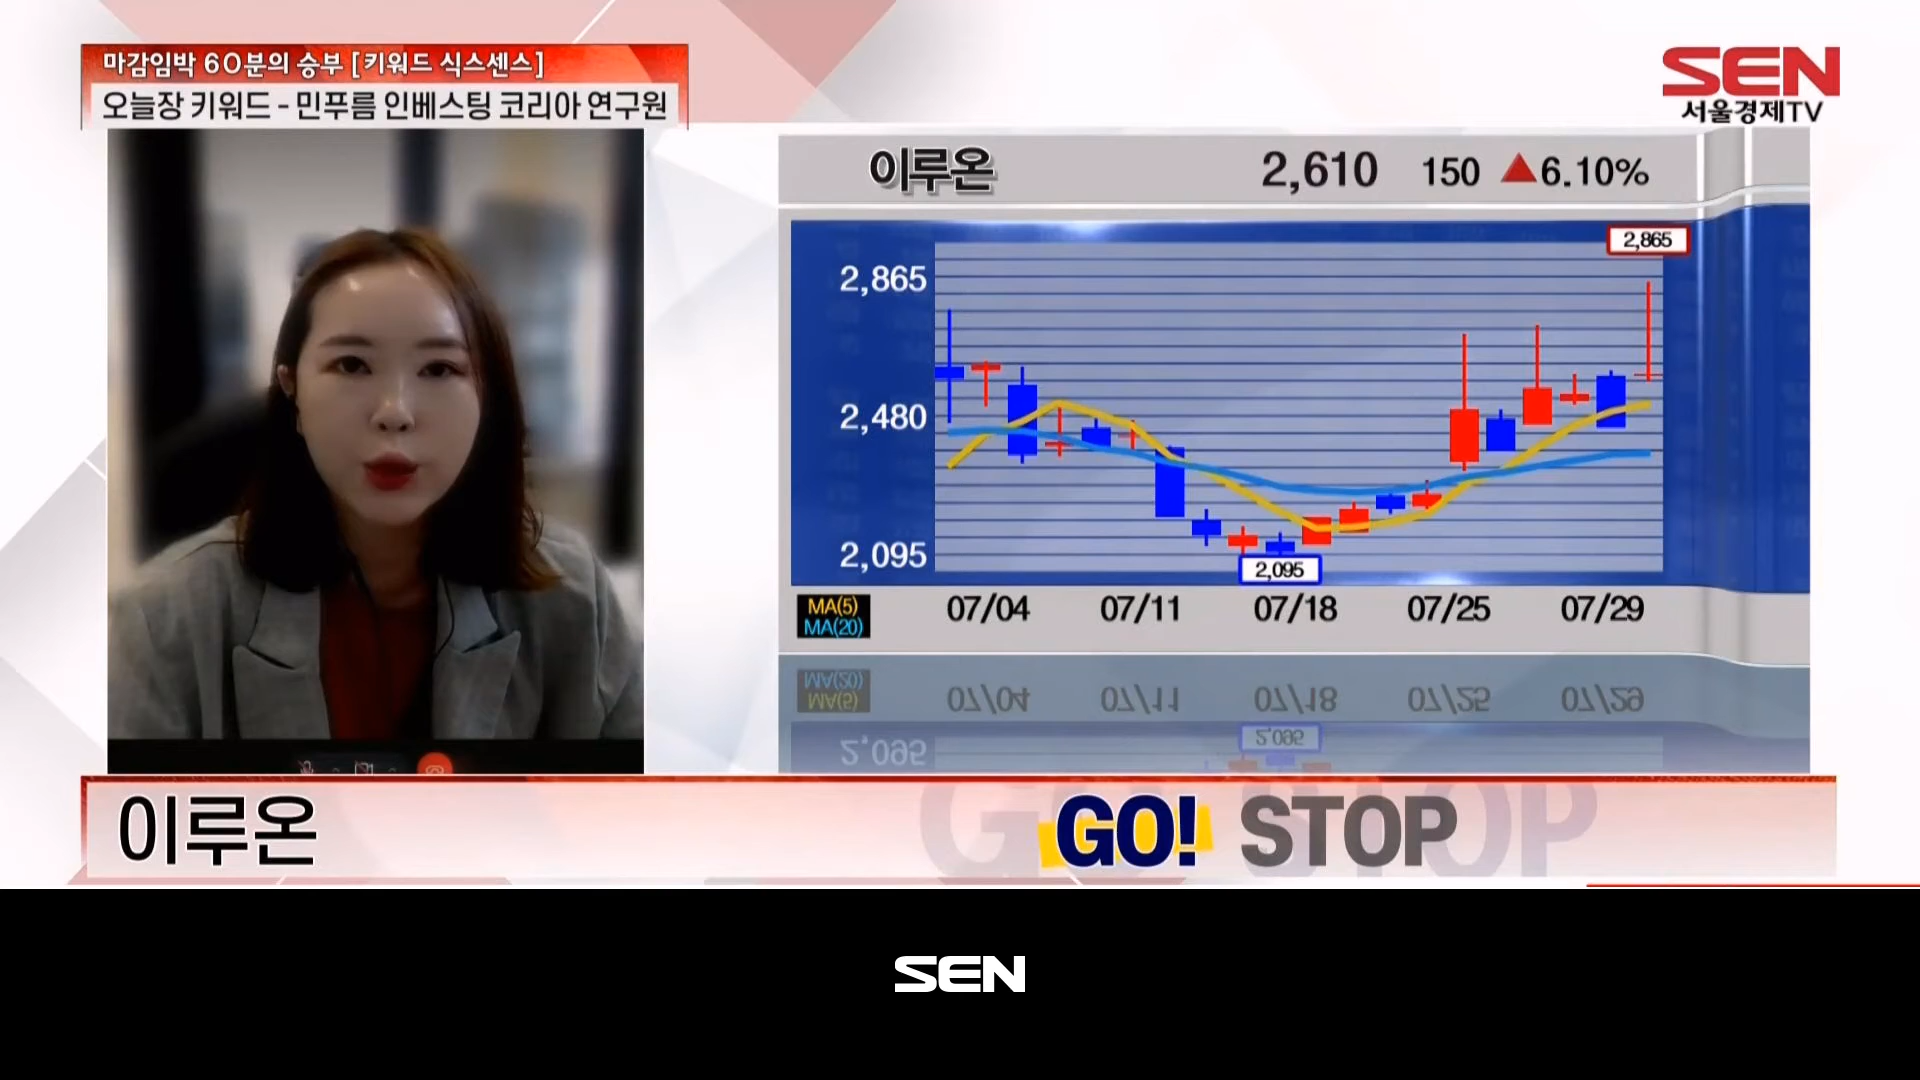 마감임박 60분의 승부 [키워드 식스센스]
오늘장 키워드 - 민푸름 인베스팅 코리아 연구원
SEN
서울경제TV
이루온 2,610 150 ▲6.10%
2,865
2,865
2,480
2,095
2,095
MA(5)
MA(20)
07/04 07/11 07/18 07/25 07/29
이루온 GO! STOP
SEN